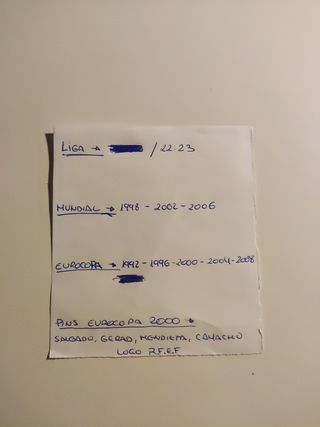 LIGA → / 22-23
MUNDIAL → 1998 - 2002 - 2006
EUROCOPA → 1992 - 1996 - 2000 - 2004 - 2008
PINS EUROCOPA 2000 →
SALGADO, GERAD, MENDIETA, CAMACHO
LOGO R.F.E.F